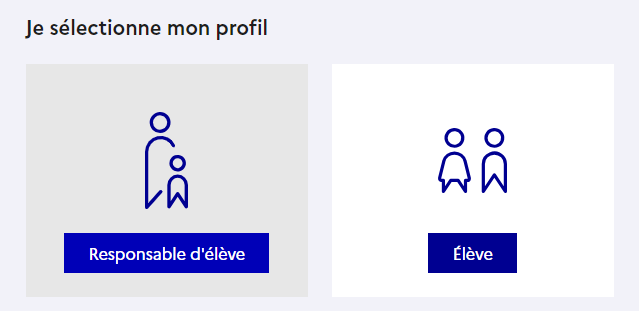 Je sélectionne mon profil
Responsable d'élève
Élève